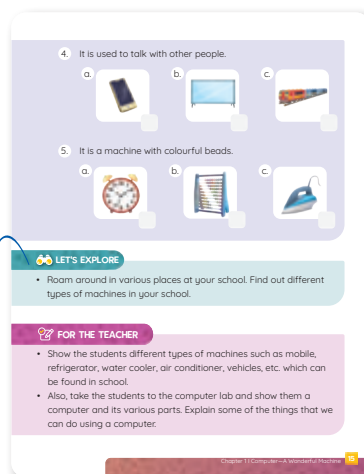 4. It is used to talk with other people.
a. b. c.
5. It is a machine with colourful beads.
a. b. c.
LET'S EXPLORE
• Roam around in various places at your school. Find out different
types of machines in your school.
FOR THE TEACHER
• Show the students different types of machines such as mobile,
refrigerator, water cooler, air conditioner, vehicles, etc. which can
be found in school.
• Also, take the students to the computer lab and show them a
computer and its various parts. Explain some of the things that we
can do using a computer.
Chapter 1 | Computer—A Wonderful Machine 15